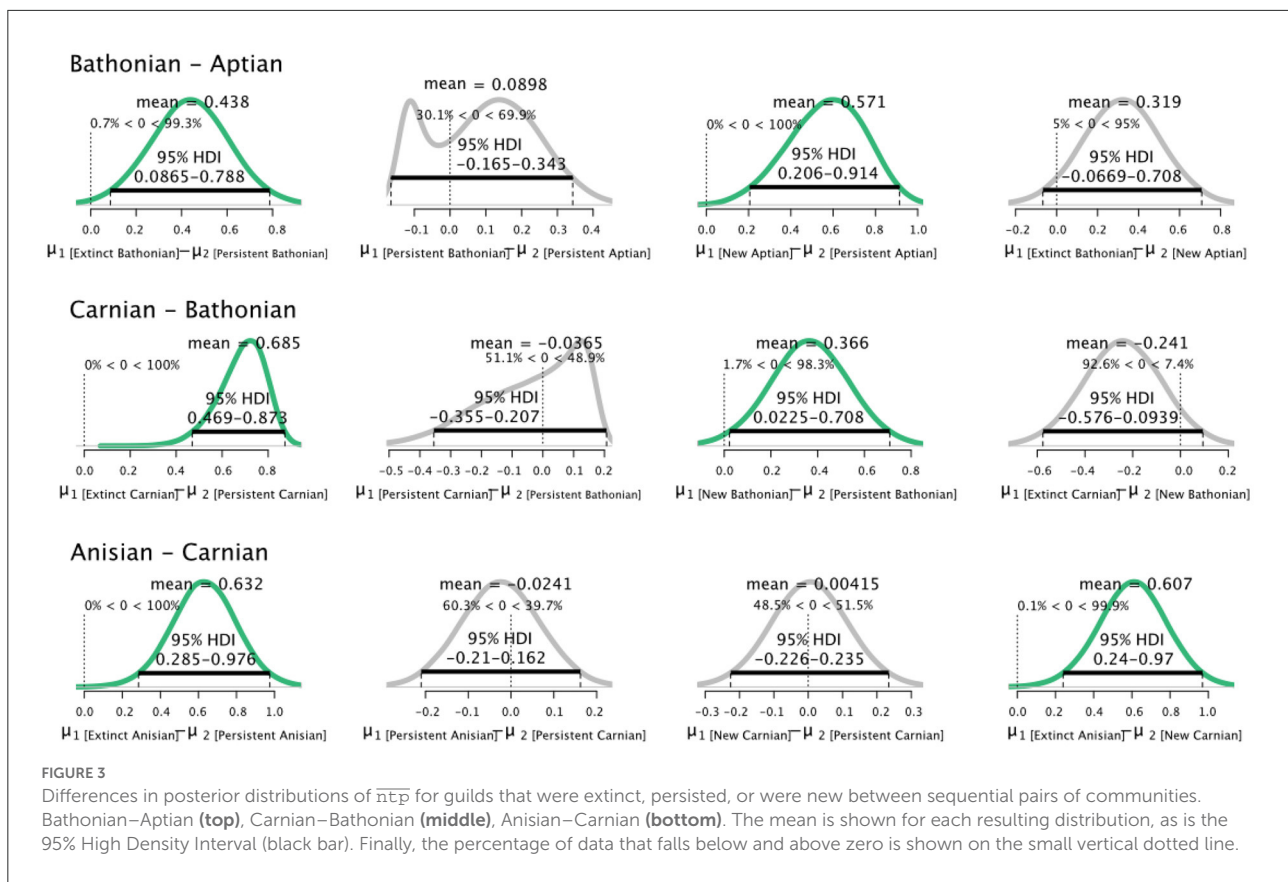 Bathonian – Aptian
mean = 0.438
0.7% < 0 < 99.3%
95% HDI
0.0865–0.788
0.0 0.2 0.4 0.6 0.8
μ1 [Extinct Bathonian]–μ2 [Persistent Bathonian]
mean = 0.0898
30.1% < 0 < 69.9%
95% HDI
−0.165–0.343
−0.1 0.0 0.1 0.2 0.3 0.4
μ1 [Persistent Bathonian]–μ 2 [Persistent Aptian]
mean = 0.571
0% < 0 < 100%
95% HDI
0.206–0.914
0.0 0.2 0.4 0.6 0.8 1.0
μ1 [New Aptian]–μ 2 [Persistent Aptian]
mean = 0.319
5% < 0 < 95%
95% HDI
−0.0669–0.708
−0.2 0.0 0.2 0.4 0.6 0.8
μ1 [Extinct Bathonian]–μ 2 [New Aptian]
Carnian – Bathonian
mean = 0.685
0% < 0 < 100%
95% HDI
0.469–0.873
0.0 0.2 0.4 0.6 0.8
μ1 [Extinct Carnian]–μ 2 [Persistent Carnian]
mean = −0.0365
51.1% < 0 < 48.9%
95% HDI
−0.355–0.207
−0.5 −0.4 −0.3 −0.2 −0.1 0.0 0.1 0.2
μ1 [Persistent Carnian]–μ 2 [Persistent Bathonian]
mean = 0.366
1.7% < 0 < 98.3%
95% HDI
0.0225–0.708
0.0 0.2 0.4 0.6 0.8
μ1 [New Bathonian]–μ 2 [Persistent Bathonian]
mean = −0.241
92.6% < 0 < 7.4%
95% HDI
−0.576–0.0939
−0.6 −0.4 −0.2 0.0 0.2
μ1 [Extinct Carnian]–μ 2 [New Bathonian]
Anisian – Carnian
mean = 0.632
0% < 0 < 100%
95% HDI
0.285–0.976
0.0 0.2 0.4 0.6 0.8 1.0
μ1 [Extinct Anisian]–μ 2 [Persistent Anisian]
mean = −0.0241
60.3% < 0 < 39.7%
95% HDI
−0.21–0.162
−0.2 −0.1 0.0 0.1 0.2
μ1 [Persistent Anisian]–μ 2 [Persistent Carnian]
mean = 0.00415
48.5% < 0 < 51.5%
95% HDI
−0.226–0.235
−0.3 −0.2 −0.1 0.0 0.1 0.2 0.3
μ1 [New Carnian]–μ 2 [Persistent Carnian]
mean = 0.607
0.1% < 0 < 99.9%
95% HDI
0.24–0.97
0.0 0.2 0.4 0.6 0.8 1.0
μ1 [Extinct Anisian]–μ 2 [New Carnian]
FIGURE 3
Differences in posterior distributions of n̅t̅p̅ for guilds that were extinct, persisted, or were new between sequential pairs of communities.
Bathonian–Aptian (top), Carnian–Bathonian (middle), Anisian–Carnian (bottom). The mean is shown for each resulting distribution, as is the
95% High Density Interval (black bar). Finally, the percentage of data that falls below and above zero is shown on the small vertical dotted line.